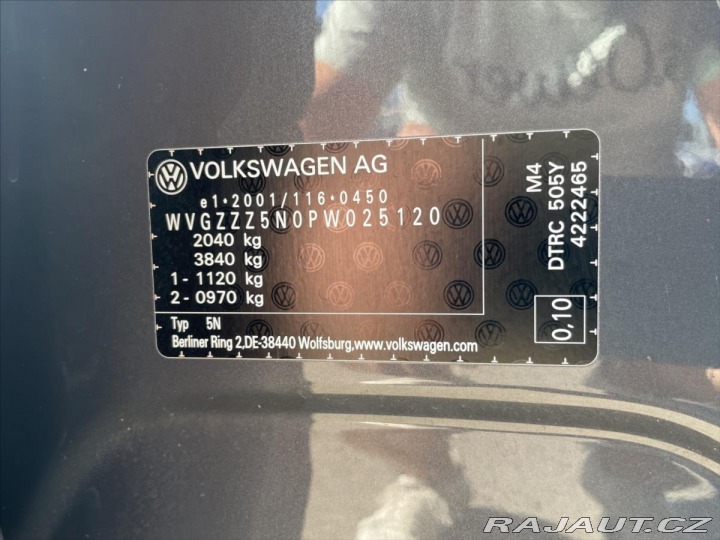 VOLKSWAGEN AG
e1*2001/116*0450
WVGZZZ5N0PW025120
2040 kg
3840 kg
1 - 1120 kg
2 - 0970 kg
Typ 5N
Berliner Ring 2,DE-38440 Wolfsburg,www.volkswagen.com
M4
DTRC 505Y
4222465
0,10
s.Oliver
RAJAUT.CZ